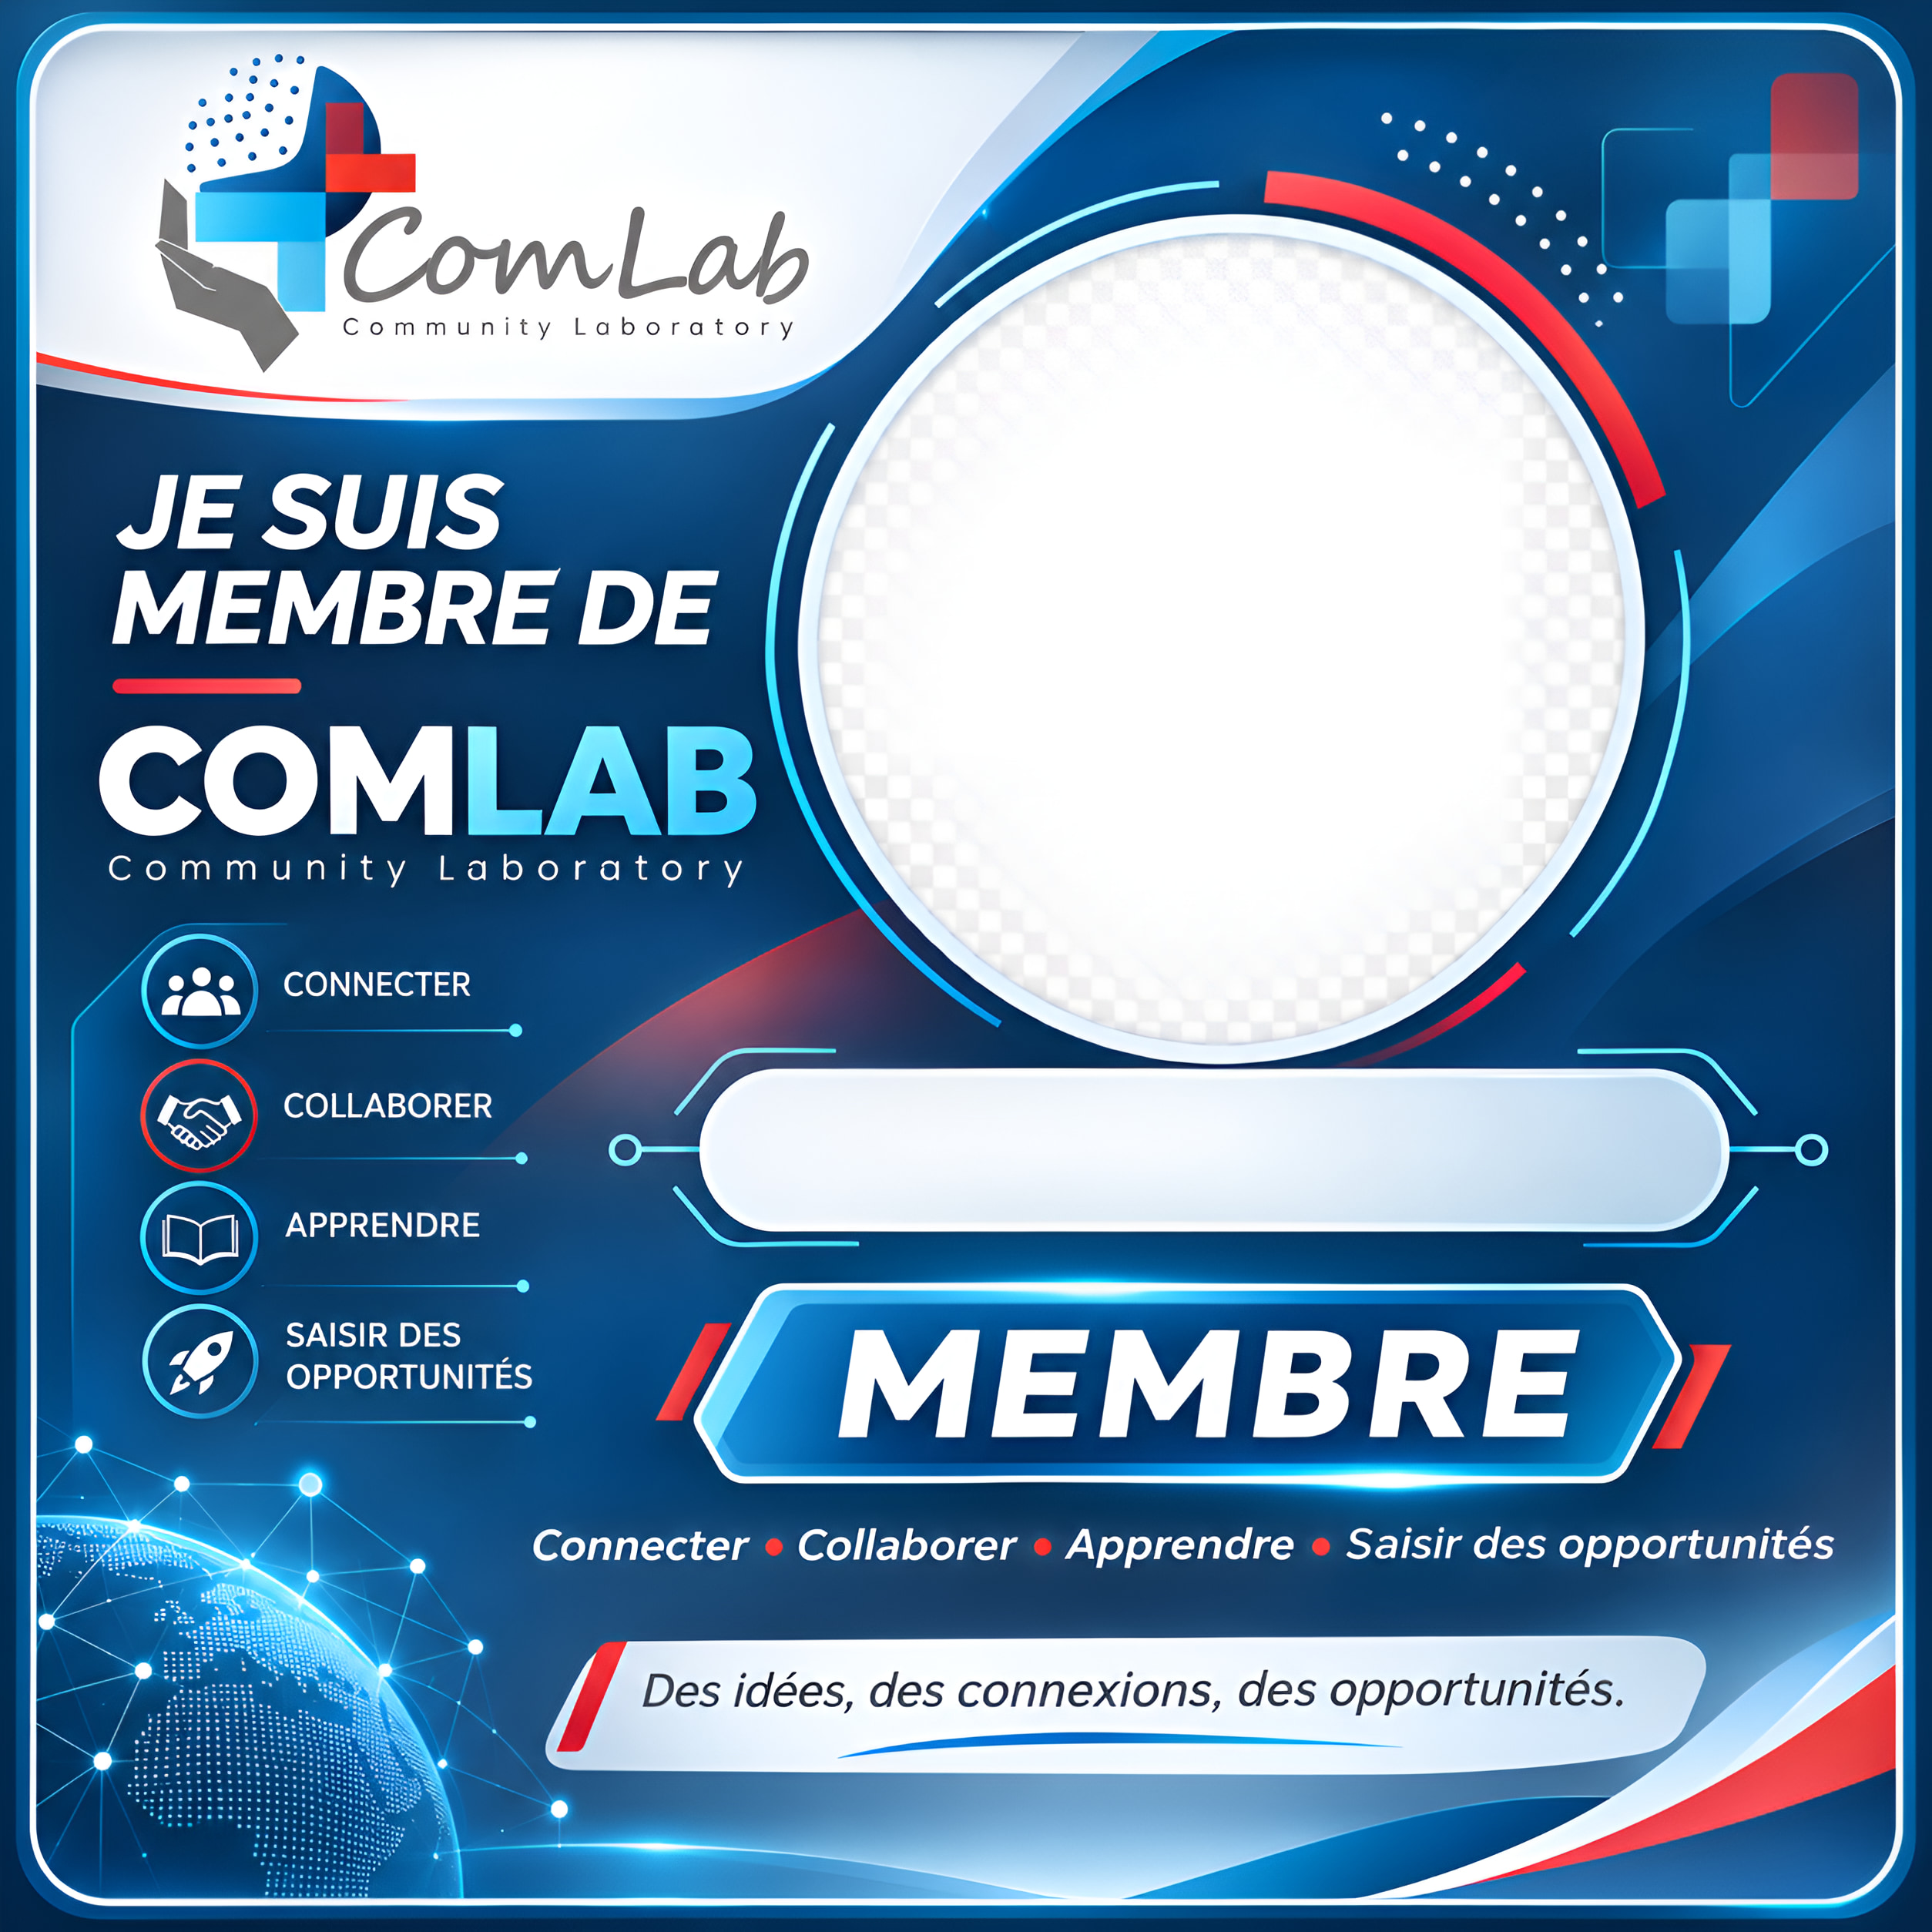 ComLab
Community Laboratory
JE SUIS
MEMBRE DE
COMLAB
Community Laboratory
CONNECTER
COLLABORER
APPRENDRE
SAISIR DES
OPPORTUNITÉS
MEMBRE
Connecter • Collaborer • Apprendre • Saisir des opportunités
Des idées, des connexions, des opportunités.